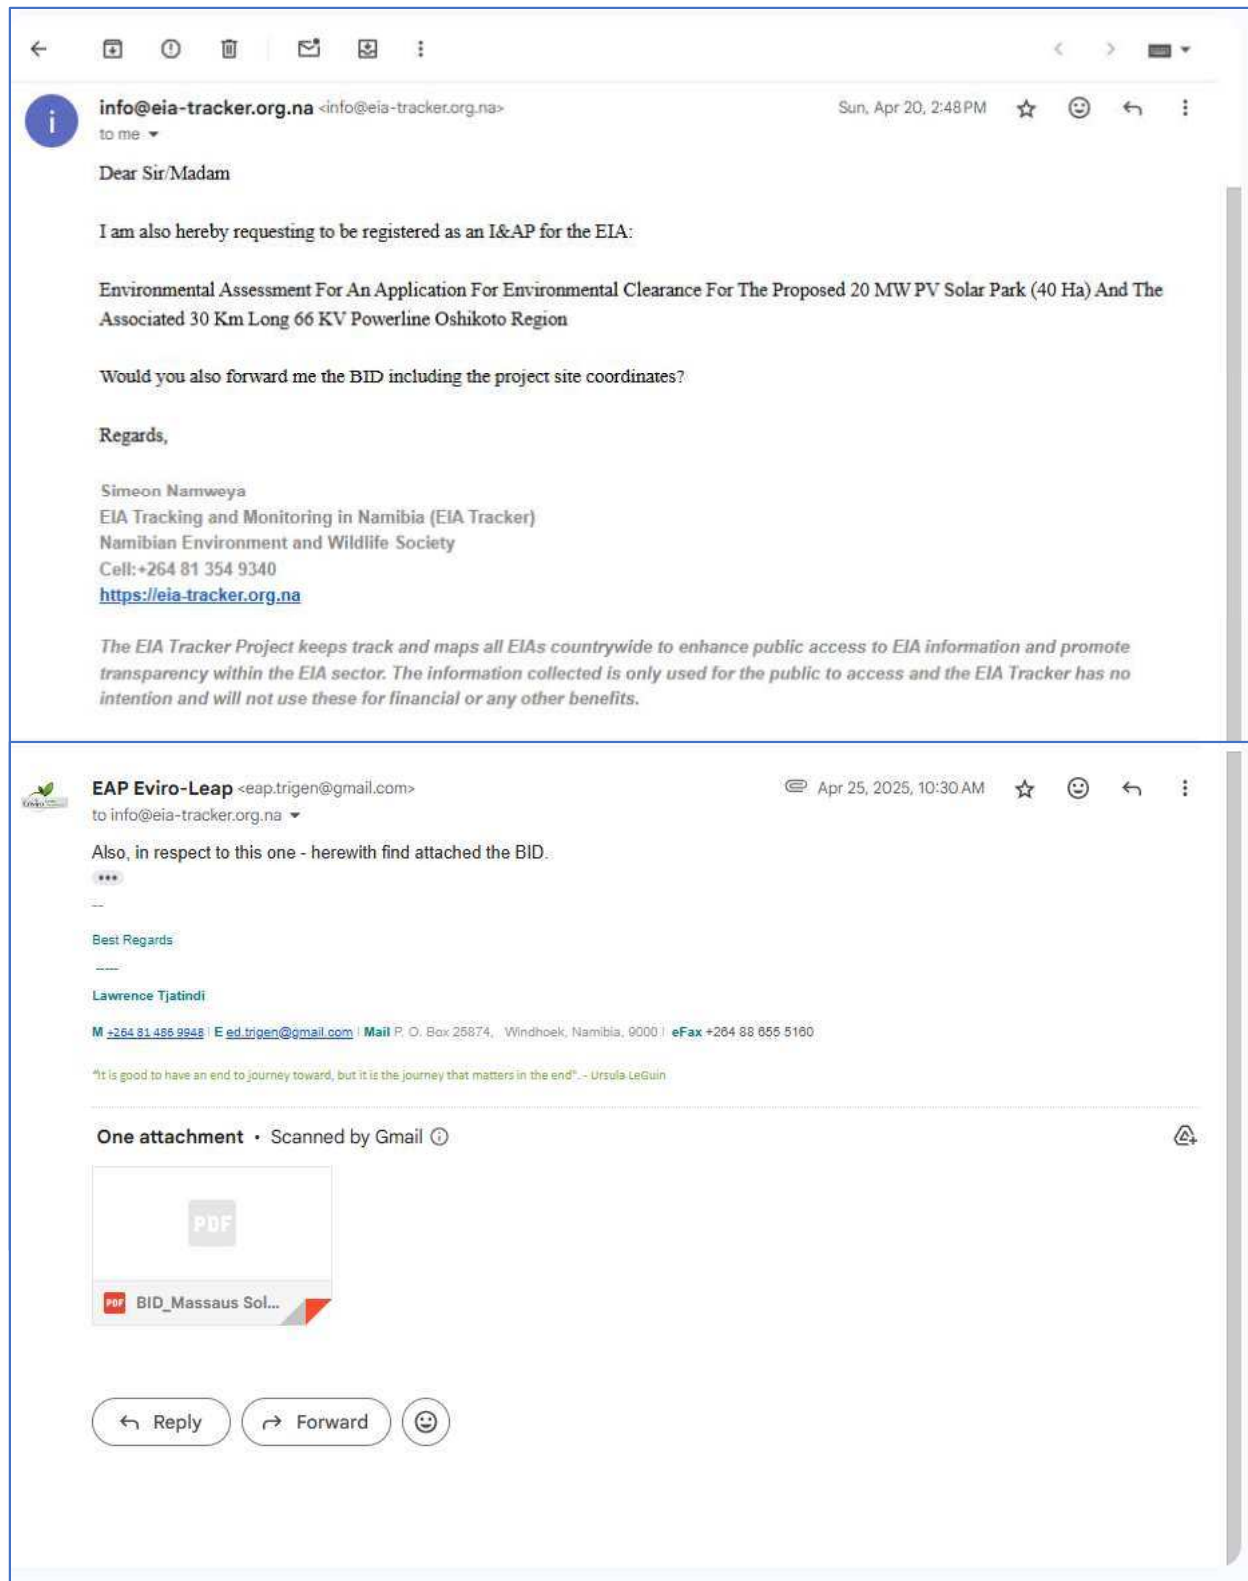 i
info@eia-tracker.org.na <info@eia-tracker.org.na>
Sun, Apr 20, 2:48 PM
to me
Dear Sir/Madam
I am also hereby requesting to be registered as an I&AP for the EIA:
Environmental Assessment For An Application For Environmental Clearance For The Proposed 20 MW PV Solar Park (40 Ha) And The
Associated 30 Km Long 66 KV Powerline Oshikoto Region
Would you also forward me the BID including the project site coordinates?
Regards,
Simeon Namweya
EIA Tracking and Monitoring in Namibia (EIA Tracker)
Namibian Environment and Wildlife Society
Cell:+264 81 354 9340
https://eia-tracker.org.na
The EIA Tracker Project keeps track and maps all EIAs countrywide to enhance public access to EIA information and promote
transparency within the EIA sector. The information collected is only used for the public to access and the EIA Tracker has no
intention and will not use these for financial or any other benefits.
EAP Eviro-Leap <eap.trigen@gmail.com>
Apr 25, 2025, 10:30 AM
to info@eia-tracker.org.na
Also, in respect to this one - herewith find attached the BID.
•••
--
Best Regards
-----
Lawrence Tjatindi
M +264 81 486 9948 | E ed.trigen@gmail.com | Mail P. O. Box 25874, Windhoek, Namibia, 9000 | eFax +264 88 655 5160
"It is good to have an end to journey toward, but it is the journey that matters in the end". - Ursula LeGuin
One attachment • Scanned by Gmail
PDF
PDF BID_Massaus Sol...
Reply
Forward